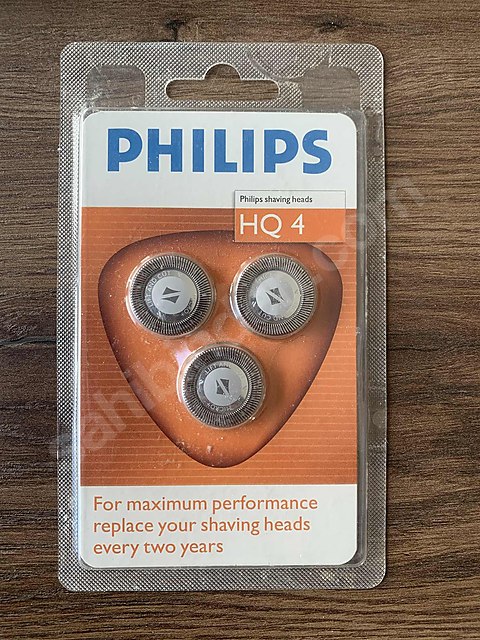 PHILIPS
Philips shaving heads
HQ 4
For maximum performance
replace your shaving heads
every two years